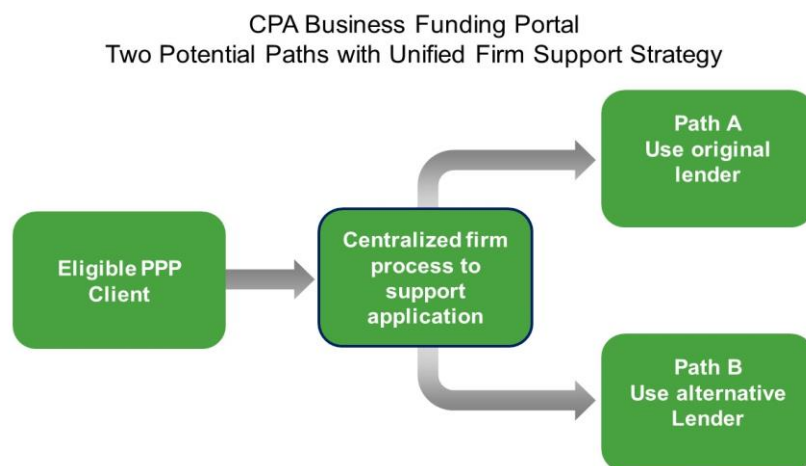 CPA Business Funding Portal
Two Potential Paths with Unified Firm Support Strategy
Path A
Use original
lender
Eligible PPP
Client
Centralized firm
process to
support
application
Path B
Use alternative
Lender